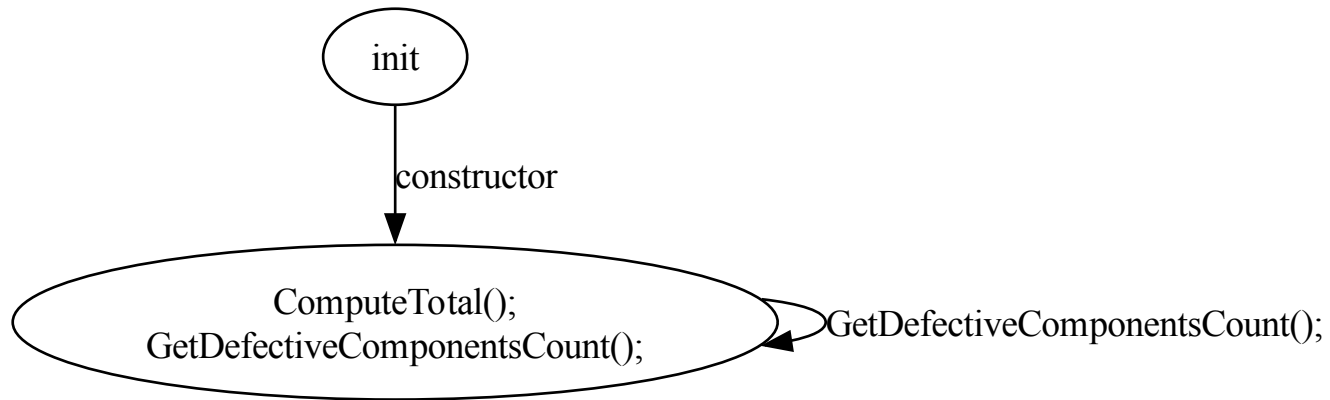 init
constructor
ComputeTotal();
GetDefectiveComponentsCount();
GetDefectiveComponentsCount();